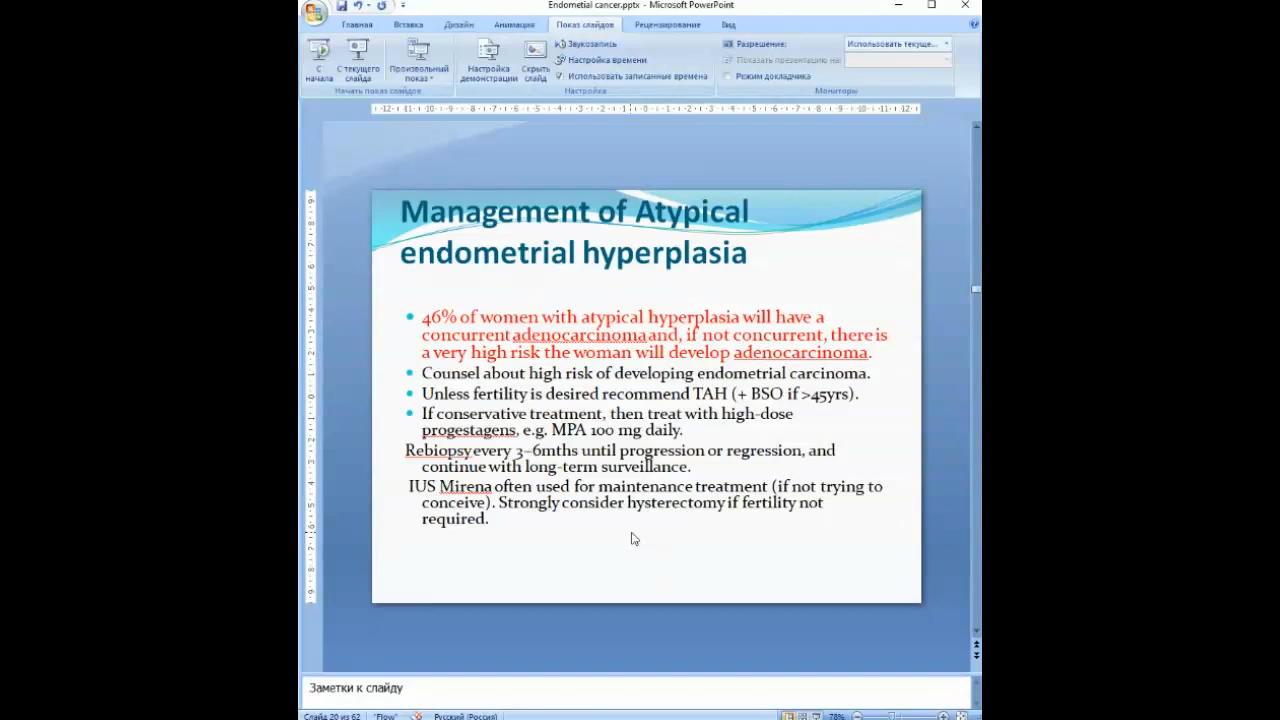 Endometial cancer.pptx - Microsoft PowerPoint
Главная Вставка Дизайн Анимация Показ слайдов Рецензирование Вид
С начала
С текущего слайда
Произвольный показ
Начать показ слайдов
Настройка демонстрации
Скрыть слайд
Звукозапись
Настройка времени
Использовать записанные времена
Настройка
Разрешение: Использовать текуще...
Показать презентацию на:
Режим докладчика
Мониторы
Management of Atypical
endometrial hyperplasia
• 46% of women with atypical hyperplasia will have a
concurrent adenocarcinoma and, if not concurrent, there is
a very high risk the woman will develop adenocarcinoma.
• Counsel about high risk of developing endometrial carcinoma.
• Unless fertility is desired recommend TAH (+ BSO if >45yrs).
• If conservative treatment, then treat with high-dose
progestagens, e.g. MPA 100 mg daily.
Rebiopsy every 3–6mths until progression or regression, and
continue with long-term surveillance.
IUS Mirena often used for maintenance treatment (if not trying to
conceive). Strongly consider hysterectomy if fertility not
required.
Заметки к слайду
Слайд 20 из 62 "Flow" Русский (Россия) 78%